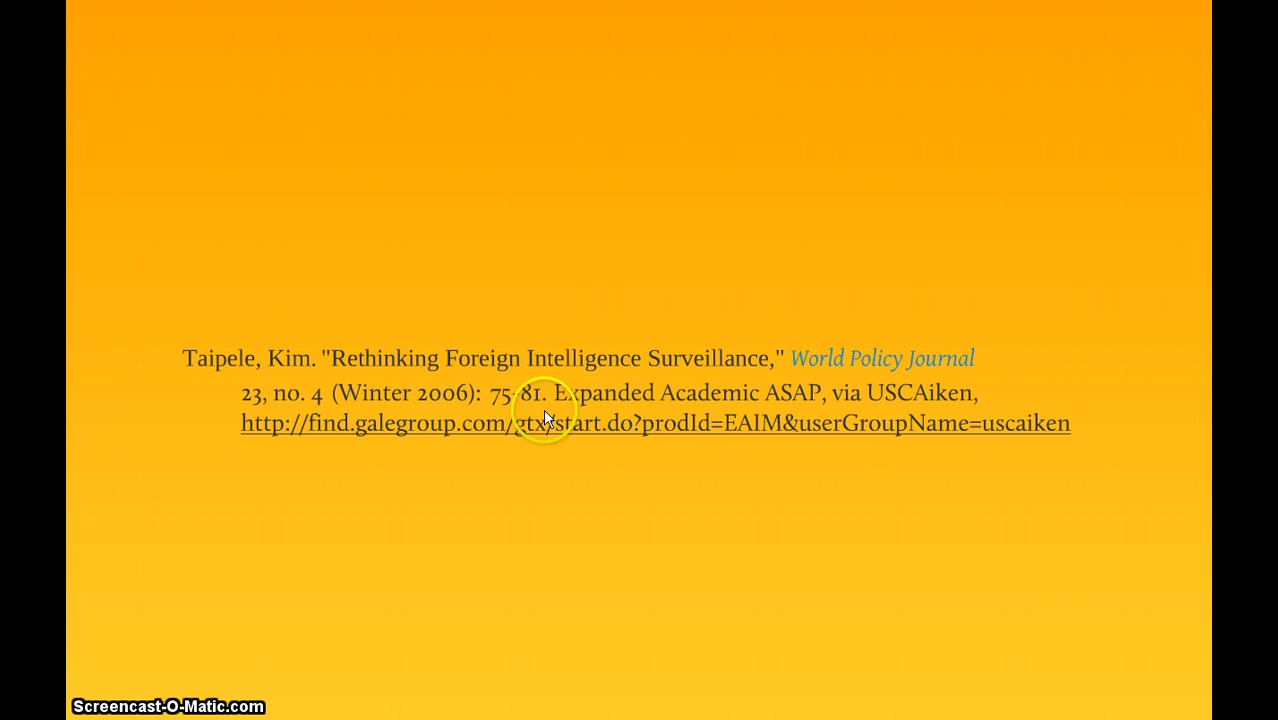 Taipele, Kim. "Rethinking Foreign Intelligence Surveillance," World Policy Journal
23, no. 4 (Winter 2006): 75-81. Expanded Academic ASAP, via USCAiken,
http://find.galegroup.com/gtx/start.do?prodId=EAIM&userGroupName=uscaiken
Screencast-O-Matic.com